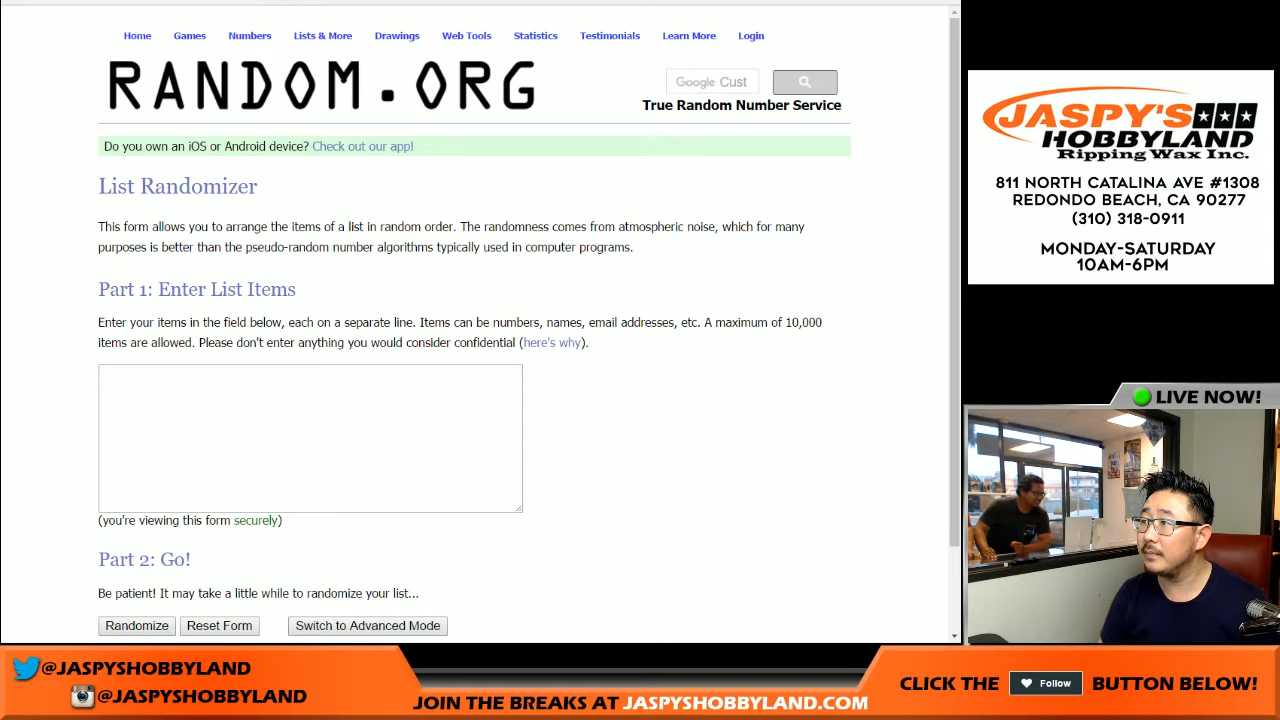 Home Games Numbers Lists & More Drawings Web Tools Statistics Testimonials Learn More Login
RANDOM.ORG
Google Cust
True Random Number Service
Do you own an iOS or Android device? Check out our app!
List Randomizer
This form allows you to arrange the items of a list in random order. The randomness comes from atmospheric noise, which for many
purposes is better than the pseudo-random number algorithms typically used in computer programs.
Part 1: Enter List Items
Enter your items in the field below, each on a separate line. Items can be numbers, names, email addresses, etc. A maximum of 10,000
items are allowed. Please don't enter anything you would consider confidential (here's why).
(you're viewing this form securely)
Part 2: Go!
Be patient! It may take a little while to randomize your list...
Randomize Reset Form Switch to Advanced Mode
JASPY'S
HOBBYLAND
Ripping Wax Inc.
811 NORTH CATALINA AVE #1308
REDONDO BEACH, CA 90277
(310) 318-0911
MONDAY-SATURDAY
10AM-6PM
LIVE NOW!
@JASPYSHOBBYLAND
@JASPYSHOBBYLAND
JOIN THE BREAKS AT JASPYSHOBBYLAND.COM
CLICK THE Follow BUTTON BELOW!